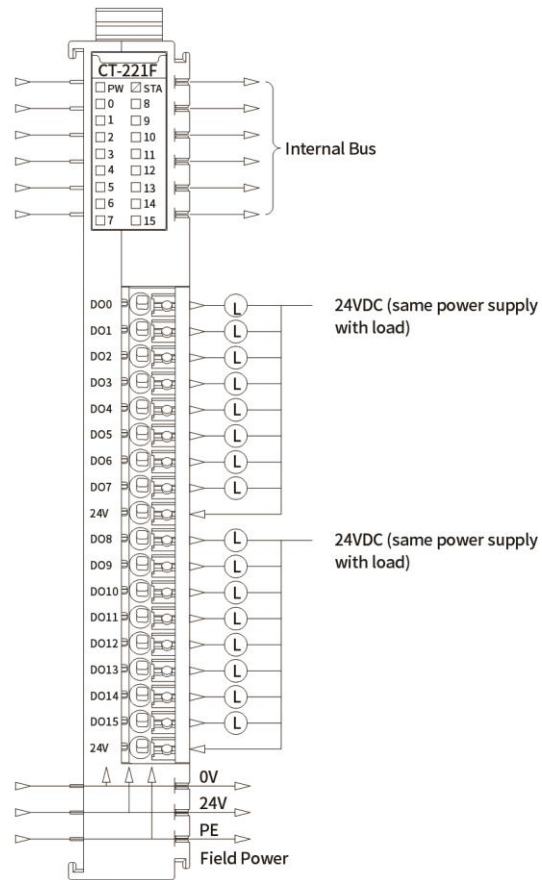 CT-221F
PW STA
0 8
1 9
2 10
3 11
4 12
5 13
6 14
7 15
Internal Bus
DO0 L 24VDC (same power supply
with load)
DO1 L
DO2 L
DO3 L
DO4 L
DO5 L
DO6 L
DO7 L
24V
DO8 L 24VDC (same power supply
with load)
DO9 L
DO10 L
DO11 L
DO12 L
DO13 L
DO14 L
DO15 L
24V
0V
24V
PE
Field Power